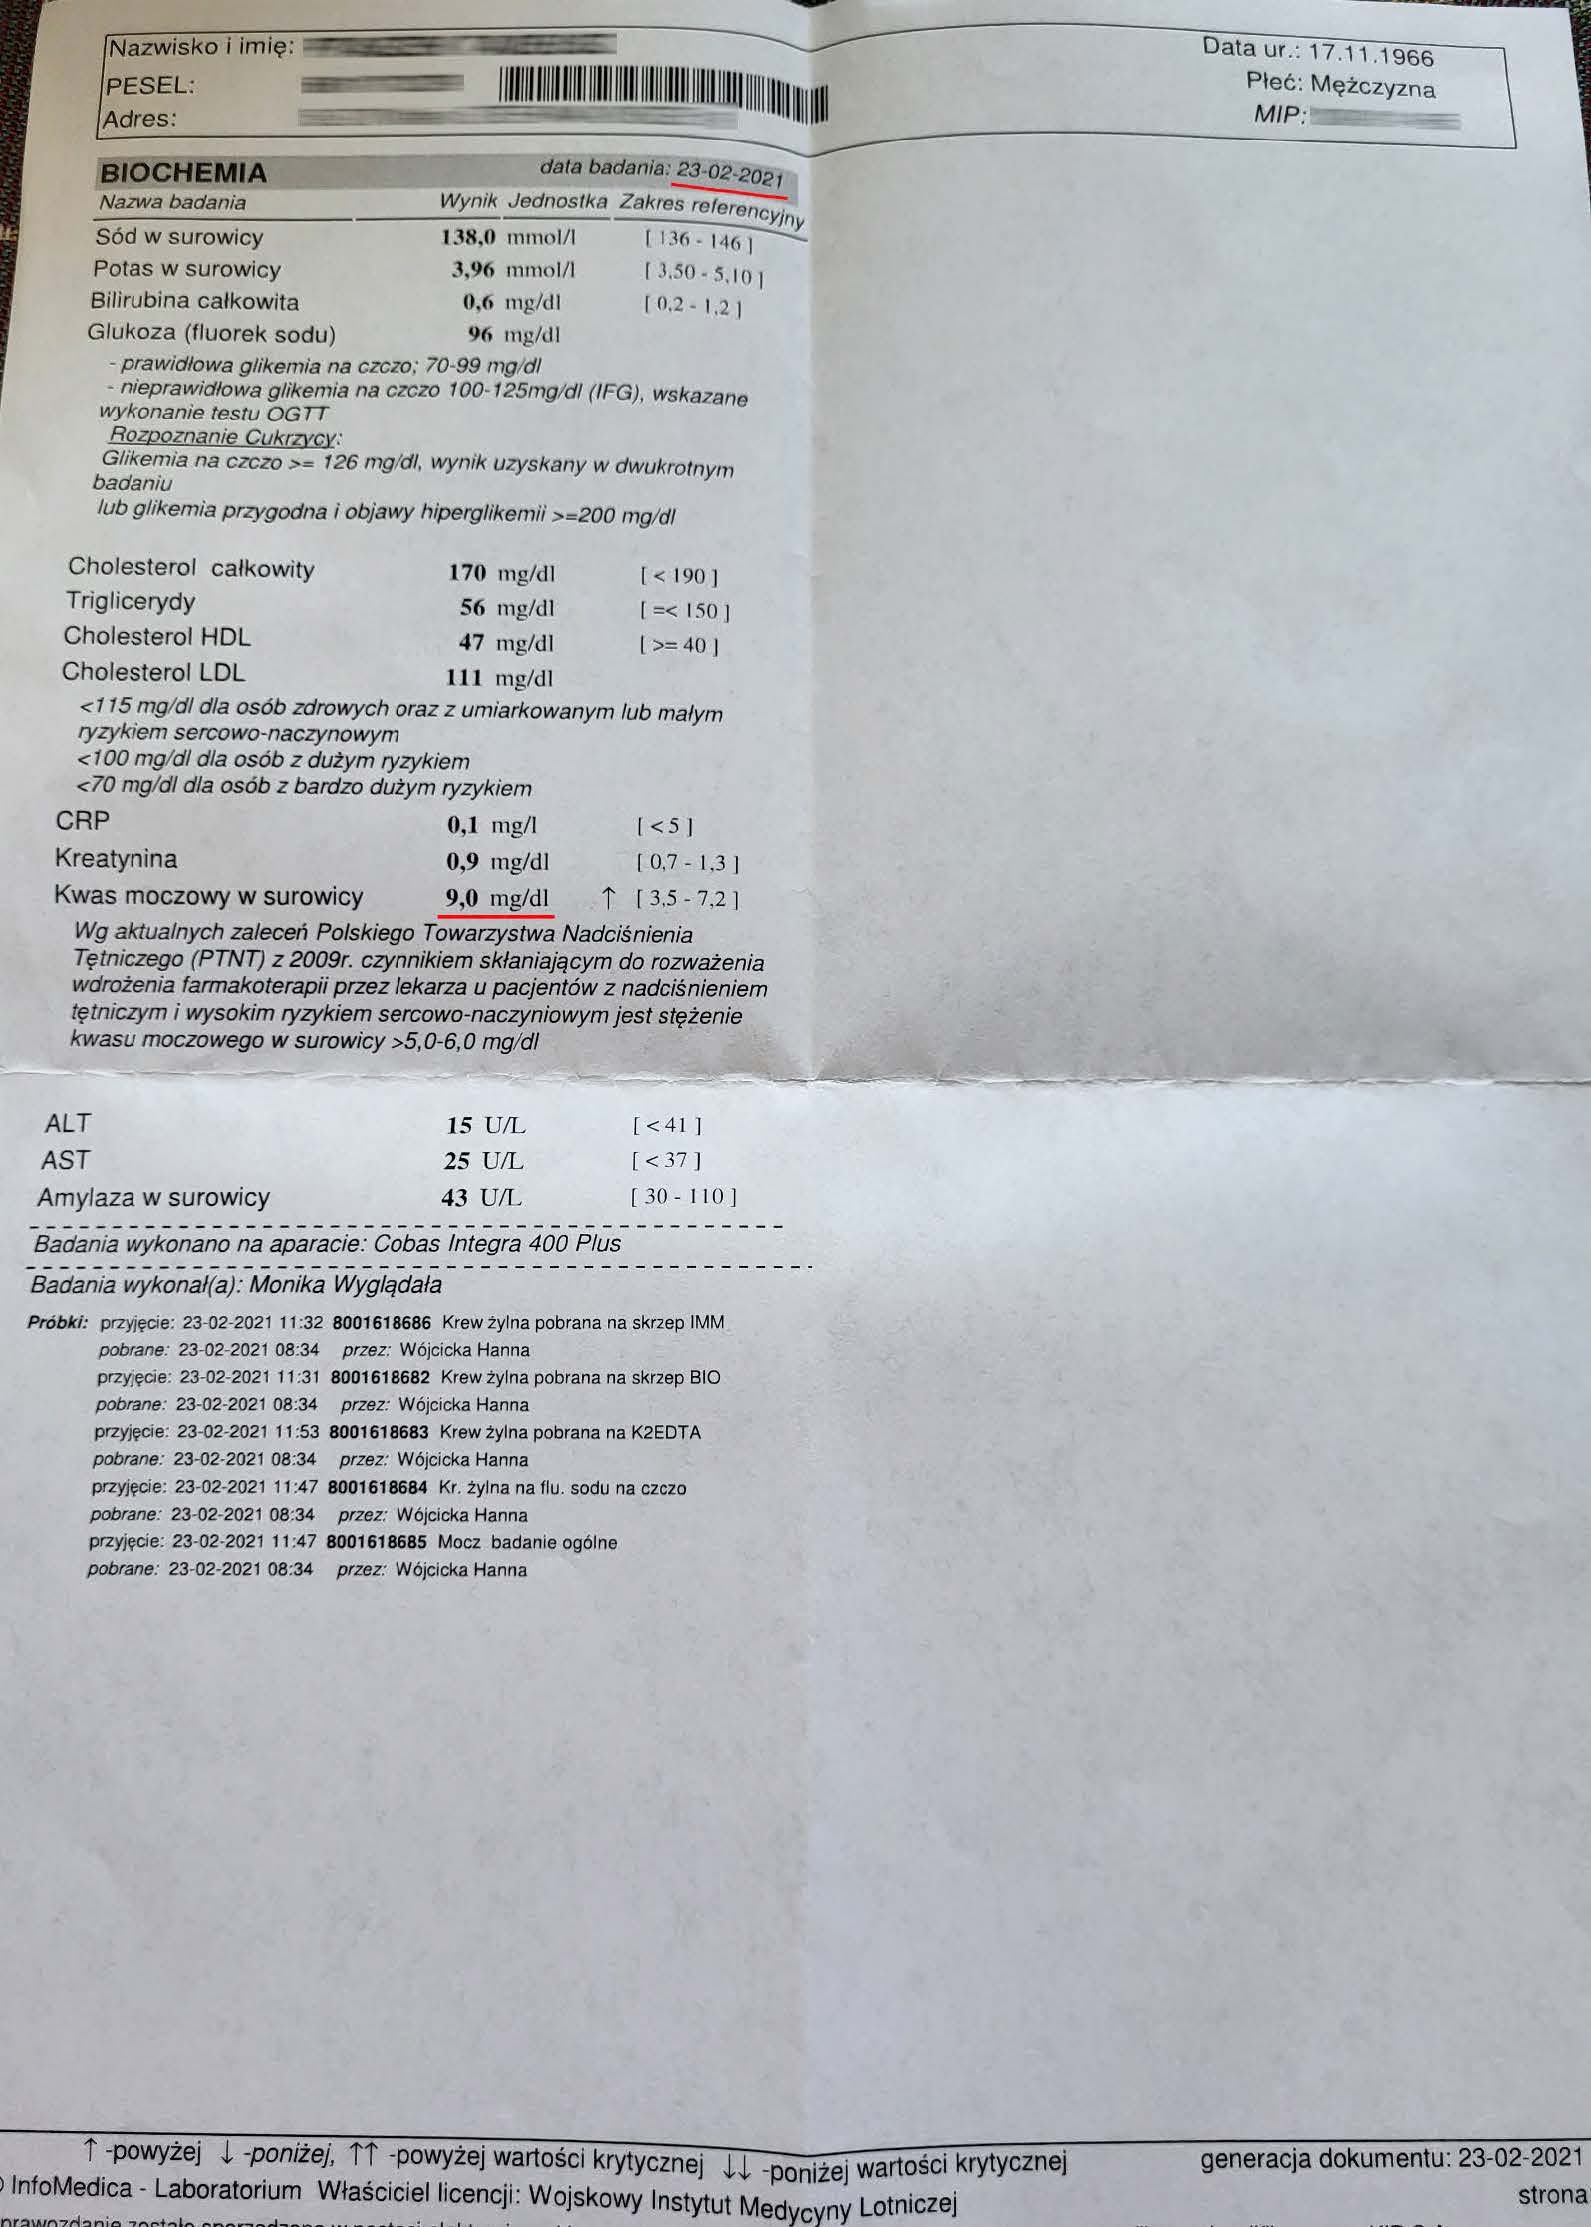 Nazwisko i imię:
Data ur.: 17.11.1966
PESEL:
Płeć: Mężczyzna
Adres:
MIP:
BIOCHEMIA data badania: 23-02-2021
Nazwa badania Wynik Jednostka Zakres referencyjny
Sód w surowicy 138,0 mmol/l [ 136 - 146 ]
Potas w surowicy 3,96 mmol/l [ 3,50 - 5,10 ]
Bilirubina całkowita 0,6 mg/dl [ 0,2 - 1,2 ]
Glukoza (fluorek sodu) 96 mg/dl
- prawidłowa glikemia na czczo; 70-99 mg/dl
- nieprawidłowa glikemia na czczo 100-125mg/dl (IFG), wskazane
wykonanie testu OGTT
Rozpoznanie Cukrzycy:
Glikemia na czczo >= 126 mg/dl, wynik uzyskany w dwukrotnym
badaniu
lub glikemia przygodna i objawy hiperglikemii >=200 mg/dl
Cholesterol całkowity 170 mg/dl [ < 190 ]
Triglicerydy 56 mg/dl [ =< 150 ]
Cholesterol HDL 47 mg/dl [ >= 40 ]
Cholesterol LDL 111 mg/dl
<115 mg/dl dla osób zdrowych oraz z umiarkowanym lub małym
ryzykiem sercowo-naczynowym
<100 mg/dl dla osób z dużym ryzykiem
<70 mg/dl dla osób z bardzo dużym ryzykiem
CRP 0,1 mg/l [ < 5 ]
Kreatynina 0,9 mg/dl [ 0,7 - 1,3 ]
Kwas moczowy w surowicy 9,0 mg/dl ↑ [ 3,5 - 7,2 ]
Wg aktualnych zaleceń Polskiego Towarzystwa Nadciśnienia
Tętniczego (PTNT) z 2009r. czynnikiem skłaniającym do rozważenia
wdrożenia farmakoterapii przez lekarza u pacjentów z nadciśnieniem
tętniczym i wysokim ryzykiem sercowo-naczyniowym jest stężenie
kwasu moczowego w surowicy >5,0-6,0 mg/dl
ALT 15 U/L [ < 41 ]
AST 25 U/L [ < 37 ]
Amylaza w surowicy 43 U/L [ 30 - 110 ]
Badania wykonano na aparacie: Cobas Integra 400 Plus
Badania wykonał(a): Monika Wyglądała
Próbki: przyjęcie: 23-02-2021 11:32 8001618686 Krew żylna pobrana na skrzep IMM
pobrane: 23-02-2021 08:34 przez: Wójcicka Hanna
przyjęcie: 23-02-2021 11:31 8001618682 Krew żylna pobrana na skrzep BIO
pobrane: 23-02-2021 08:34 przez: Wójcicka Hanna
przyjęcie: 23-02-2021 11:53 8001618683 Krew żylna pobrana na K2EDTA
pobrane: 23-02-2021 08:34 przez: Wójcicka Hanna
przyjęcie: 23-02-2021 11:47 8001618684 Kr. żylna na flu. sodu na czczo
pobrane: 23-02-2021 08:34 przez: Wójcicka Hanna
przyjęcie: 23-02-2021 11:47 8001618685 Mocz badanie ogólne
pobrane: 23-02-2021 08:34 przez: Wójcicka Hanna
↑ -powyżej ↓ -poniżej, ↑↑ -powyżej wartości krytycznej ↓↓ -poniżej wartości krytycznej
generacja dokumentu: 23-02-2021
InfoMedica - Laboratorium Właściciel licencji: Wojskowy Instytut Medycyny Lotniczej
strona